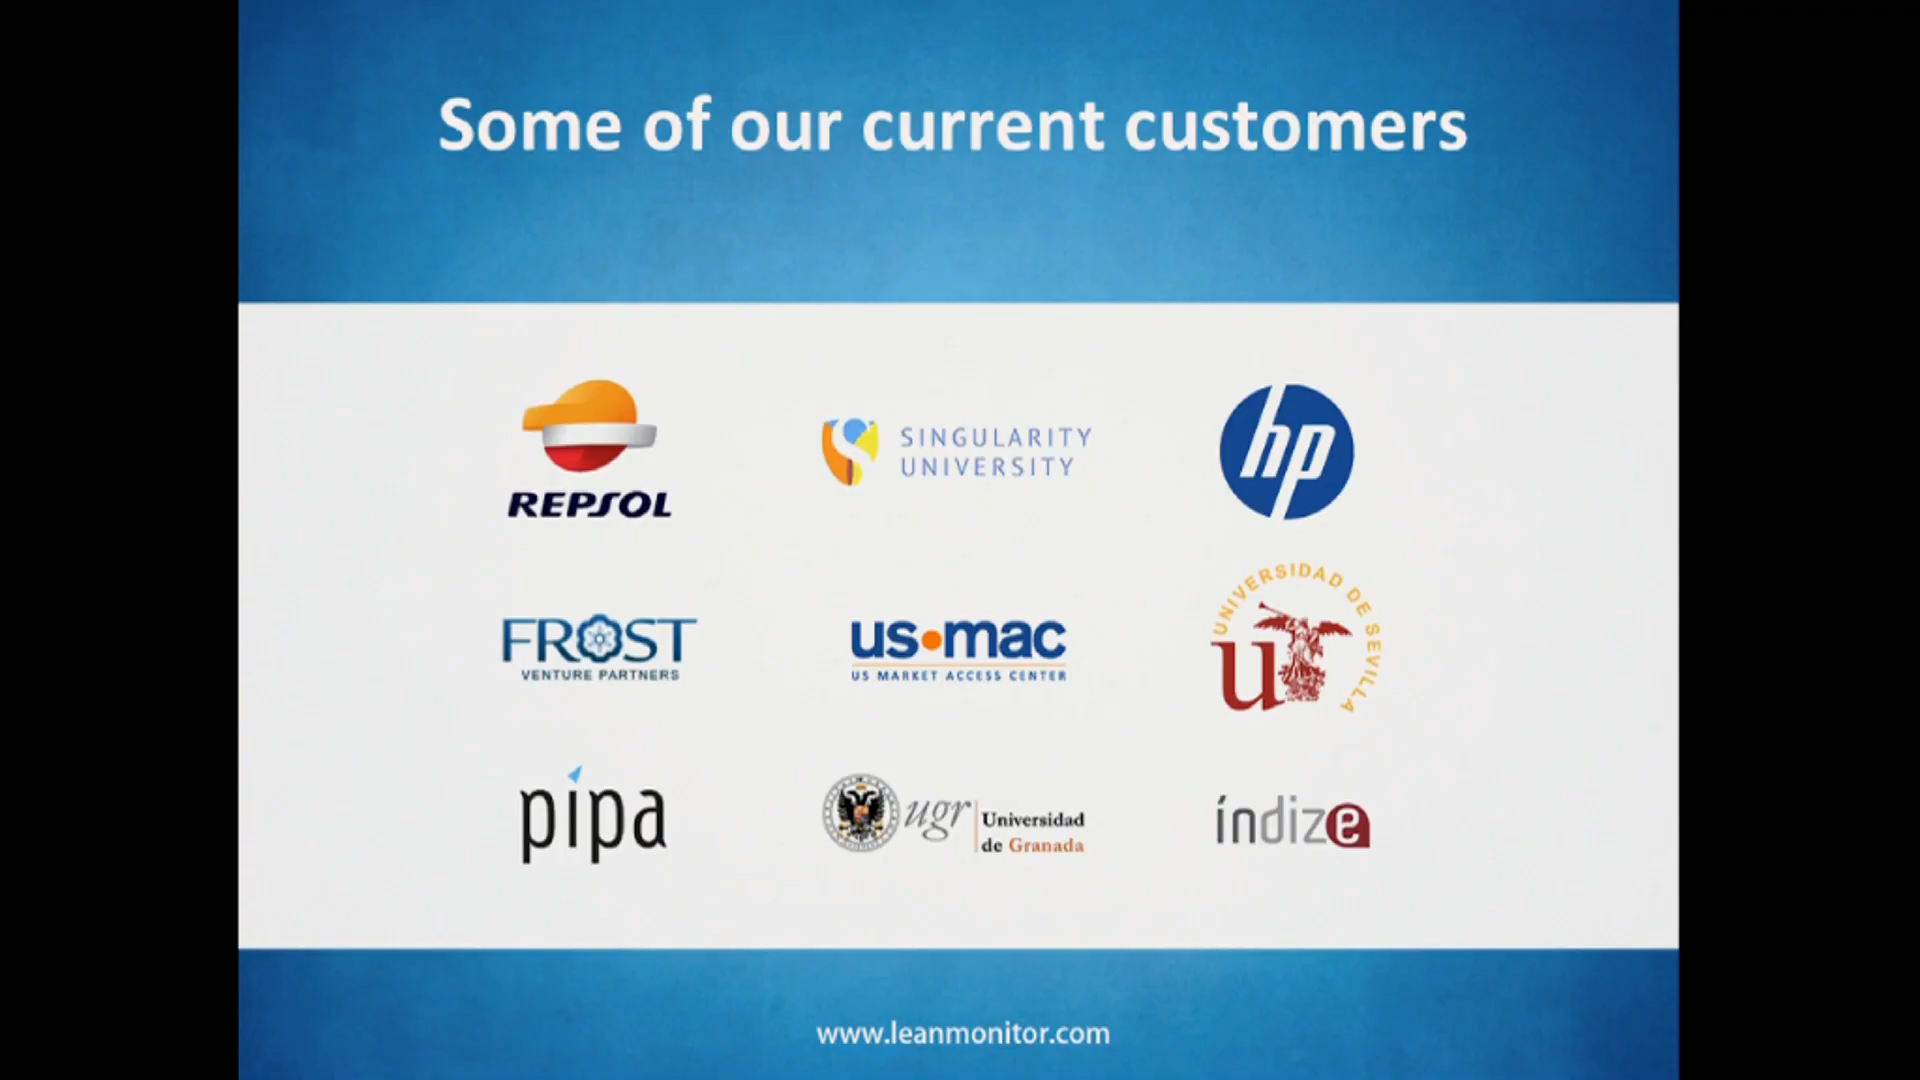 Some of our current customers
REPSOL
SINGULARITY
UNIVERSITY
hp
FROST
VENTURE PARTNERS
us•mac
US MARKET ACCESS CENTER
UNIVERSIDAD DE SEVILLA
u
pipa
ugr
Universidad
de Granada
índize
www.leanmonitor.com